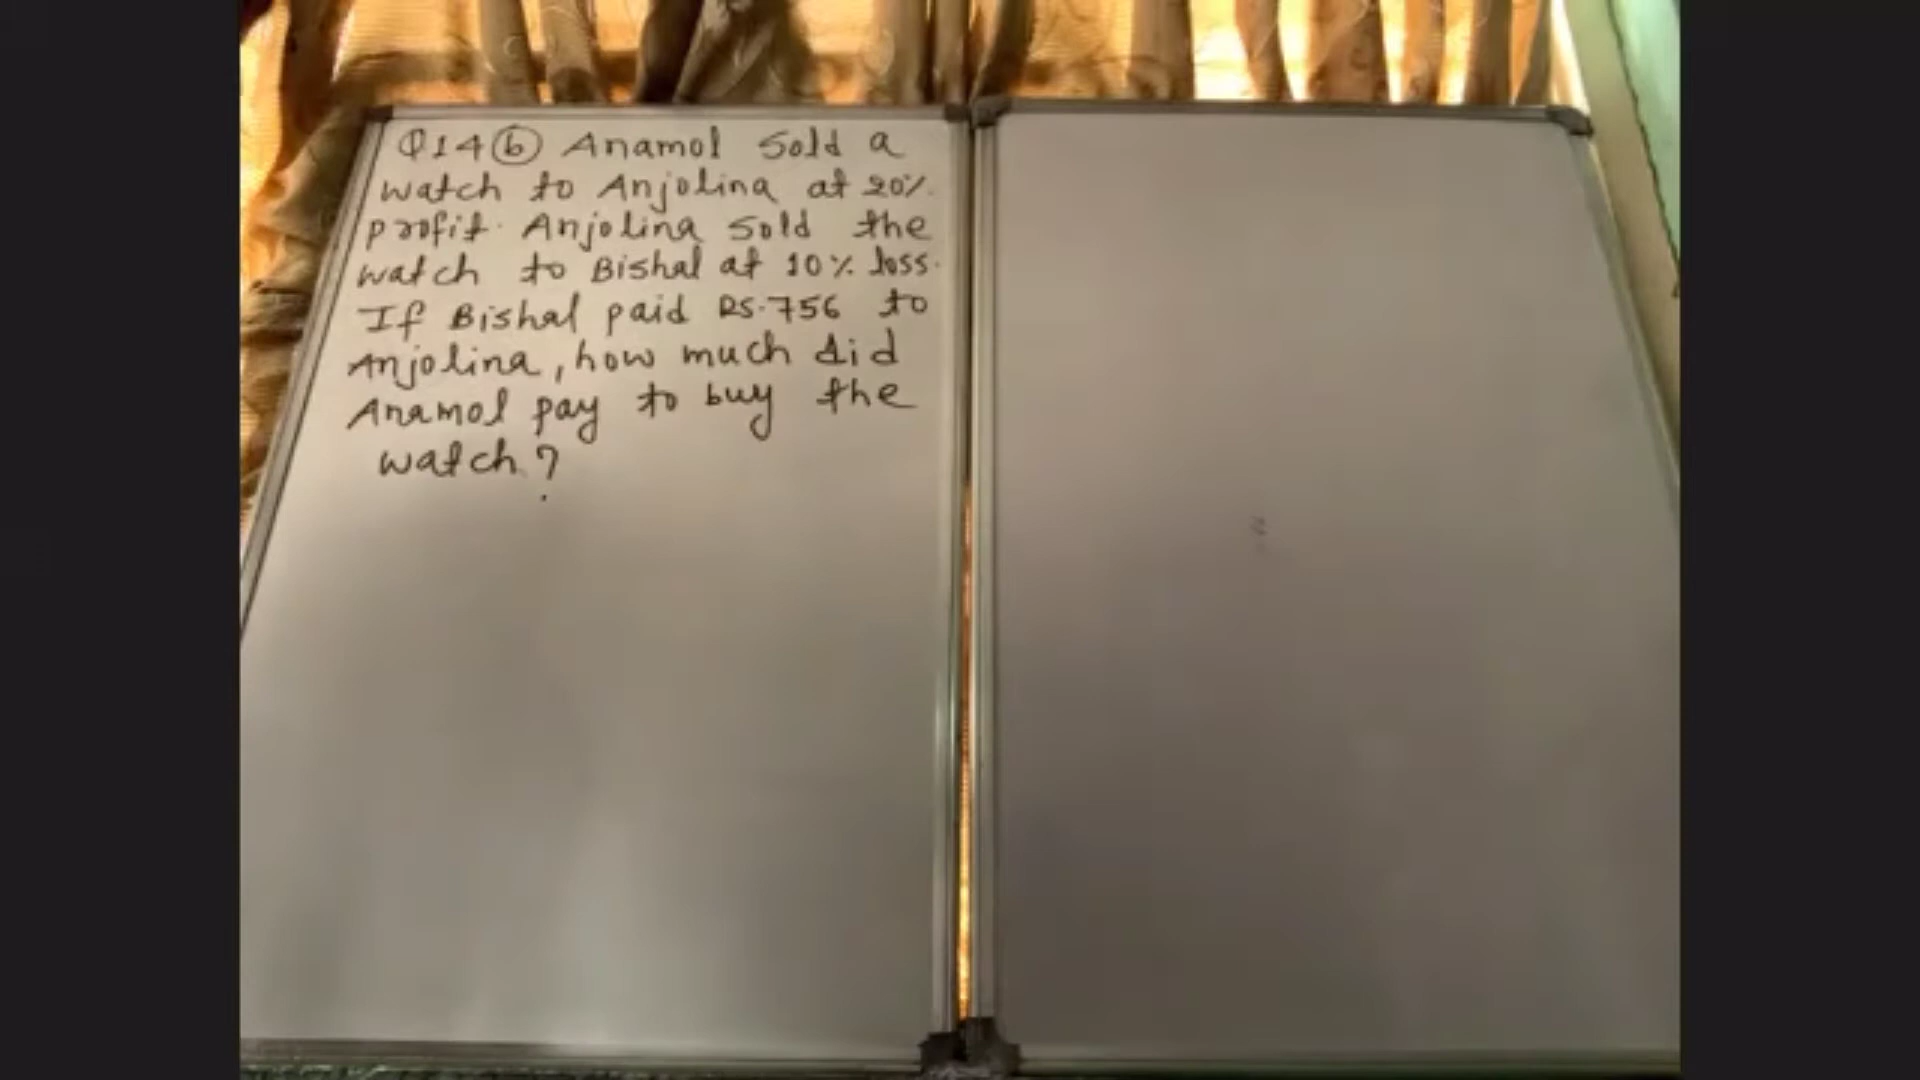 Q14 (b) Anamol Sold a
watch to Anjolina at 20%
profit. Anjolina sold the
watch to Bishal at 10% loss.
If Bishal paid Rs.756 to
Anjolina, how much did
Anamol pay to buy the
watch?